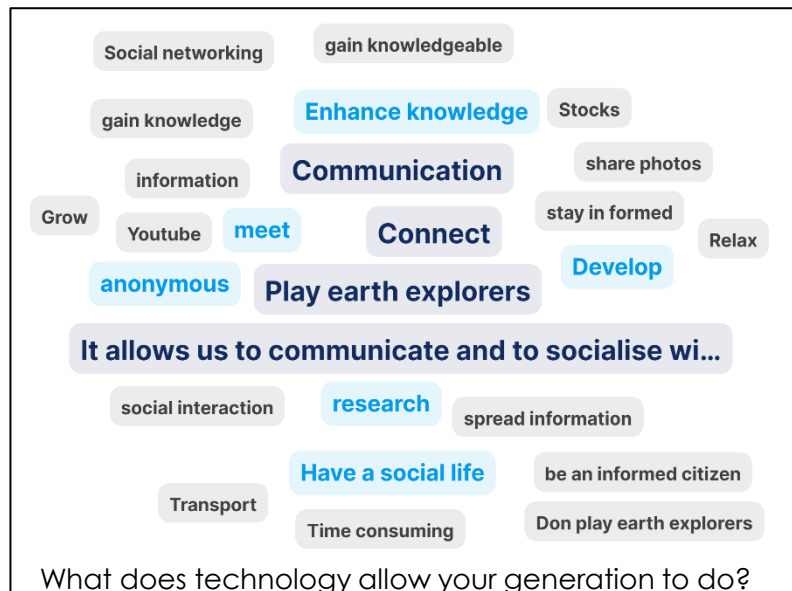 Social networking
gain knowledgeable
gain knowledge
Enhance knowledge
Stocks
Communication
share photos
information
Grow
Youtube
meet
Connect
stay in formed
Relax
anonymous
Play earth explorers
Develop
It allows us to communicate and to socialise wi...
social interaction
research
spread information
Have a social life
be an informed citizen
Transport
Time consuming
Don play earth explorers
What does technology allow your generation to do?